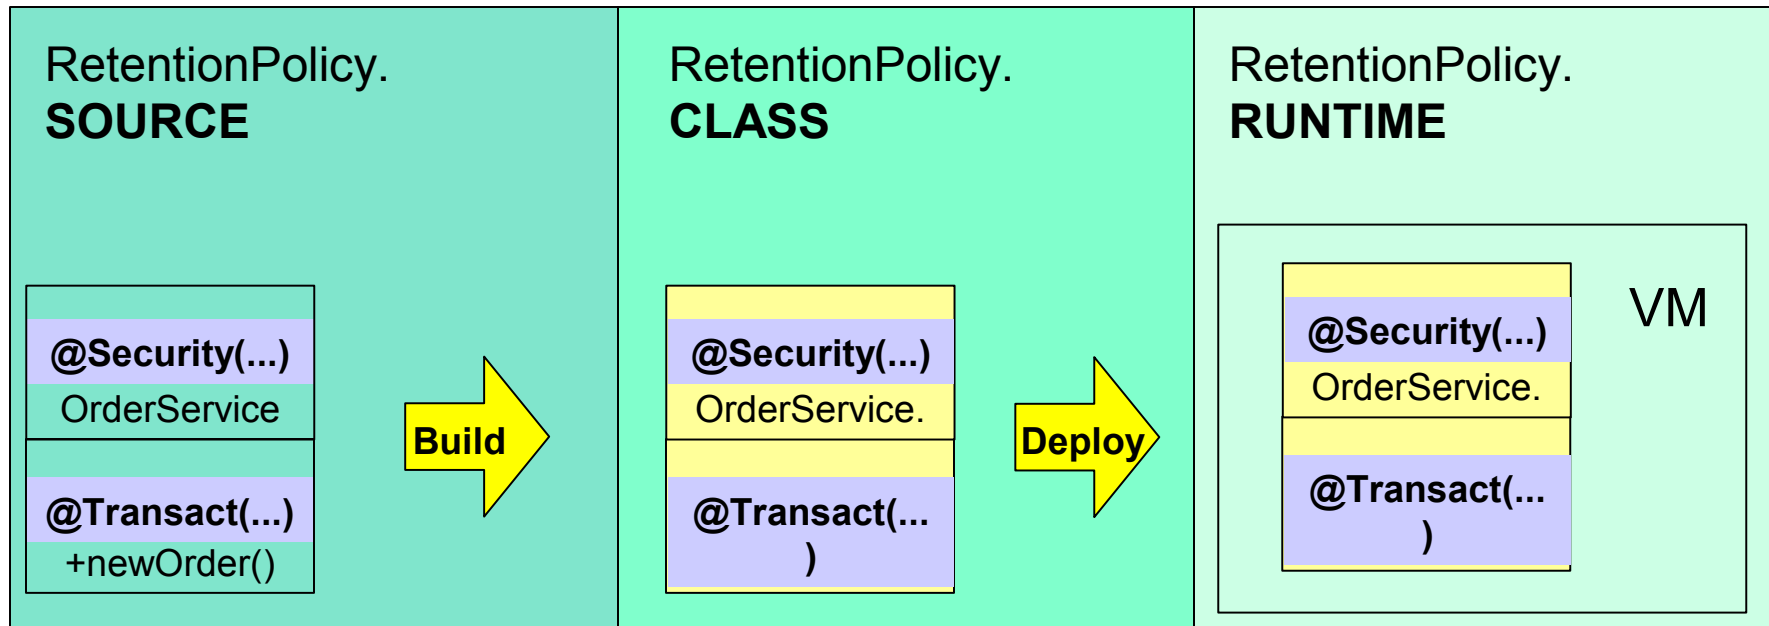 RetentionPolicy.
SOURCE
@Security(...)
OrderService
@Transact(...)
+newOrder()
Build
RetentionPolicy.
CLASS
@Security(...)
OrderService.
@Transact(...
)
Deploy
RetentionPolicy.
RUNTIME
VM
@Security(...)
OrderService.
@Transact(...
)